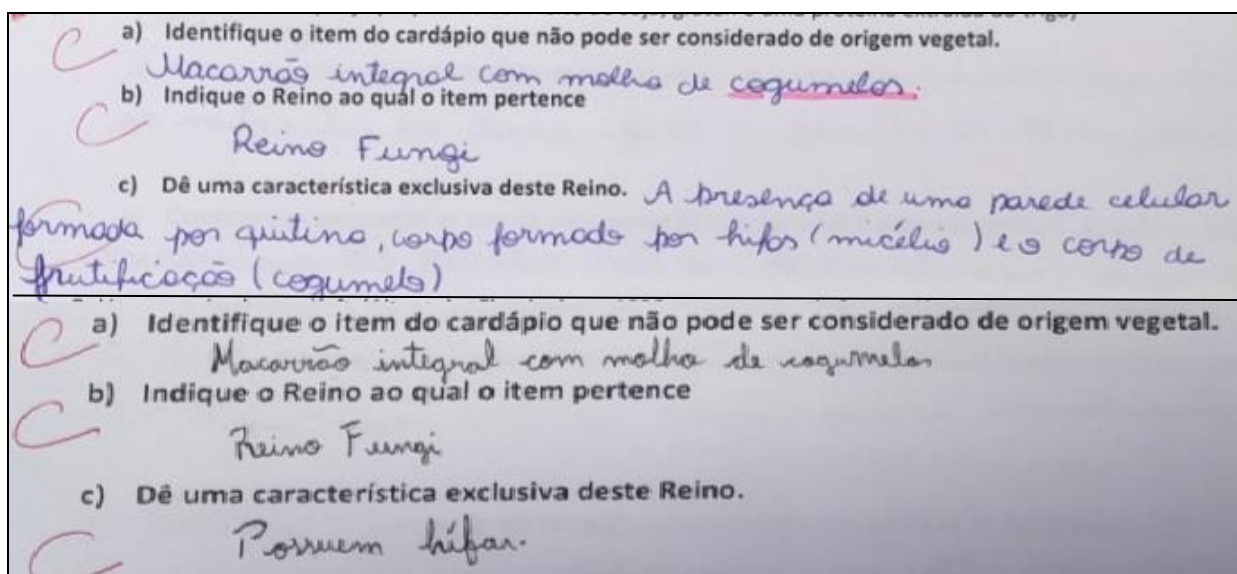 a) Identifique o item do cardápio que não pode ser considerado de origem vegetal.
Macarrão integral com molho de cogumelos.
b) Indique o Reino ao qual o item pertence
Reino Fungi
c) Dê uma característica exclusiva deste Reino. A presença de uma parede celular
formada por quitina, corpo formado por hifas (micélio) e o corpo de
frutificação (cogumelo)
a) Identifique o item do cardápio que não pode ser considerado de origem vegetal.
Macarrão integral com molho de cogumelos
b) Indique o Reino ao qual o item pertence
Reino Fungi
c) Dê uma característica exclusiva deste Reino.
Possuem hífas.